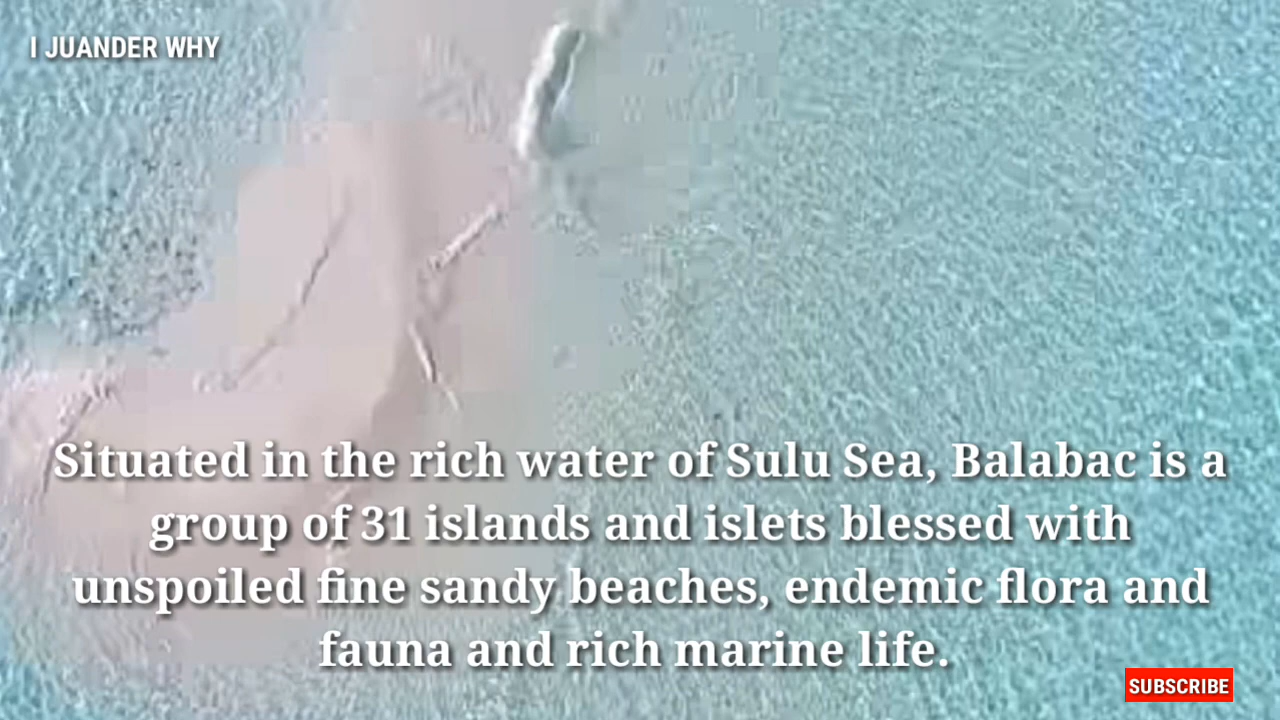 I JUANDER WHY
Situated in the rich water of Sulu Sea, Balabac is a
group of 31 islands and islets blessed with
unspoiled fine sandy beaches, endemic flora and
fauna and rich marine life.
SUBSCRIBE